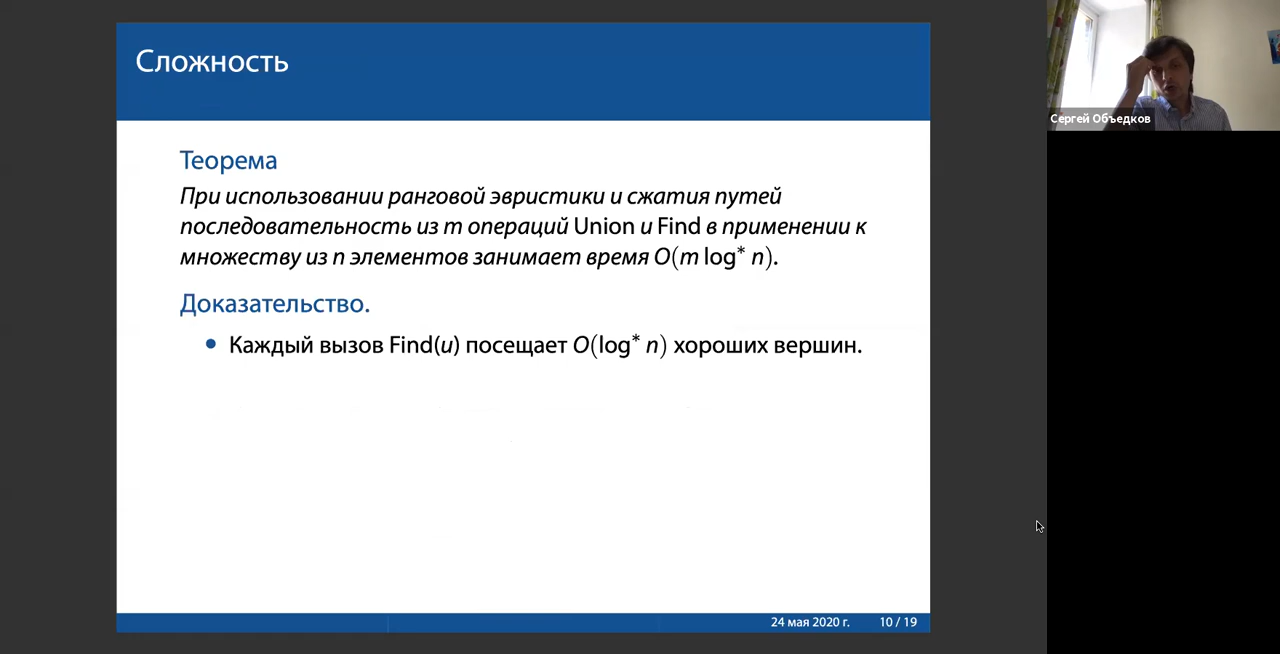 Сложность
Теорема
При использовании ранговой эвристики и сжатия путей
последовательность из m операций Union и Find в применении к
множеству из n элементов занимает время O(m log* n).
Доказательство.
• Каждый вызов Find(u) посещает O(log* n) хороших вершин.
24 мая 2020 г. 10 / 19
Сергей Объедков